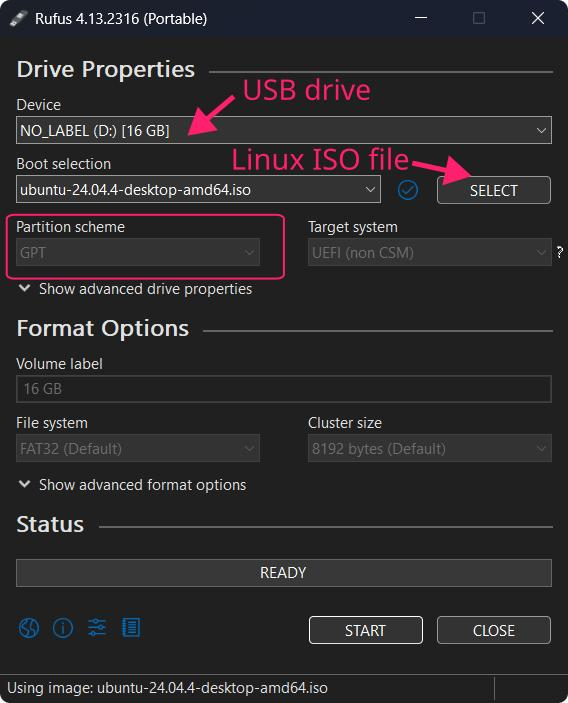 Rufus 4.13.2316 (Portable)
Drive Properties
USB drive
Device
NO_LABEL (D:) [16 GB]
Linux ISO file
Boot selection
ubuntu-24.04.4-desktop-amd64.iso
SELECT
Partition scheme
Target system
GPT
UEFI (non CSM)
?
Show advanced drive properties
Format Options
Volume label
16 GB
File system
Cluster size
FAT32 (Default)
8192 bytes (Default)
Show advanced format options
Status
READY
START
CLOSE
Using image: ubuntu-24.04.4-desktop-amd64.iso